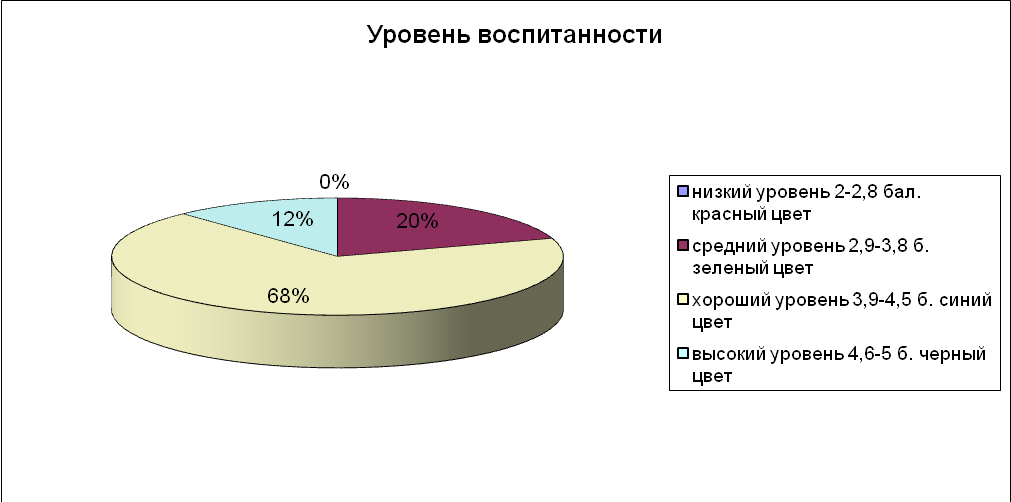 Уровень воспитанности
0%
12%
20%
68%
низкий уровень 2-2,8 бал.
красный цвет
средний уровень 2,9-3,8 б.
зеленый цвет
хороший уровень 3,9-4,5 б. синий
цвет
высокий уровень 4,6-5 б. черный
цвет